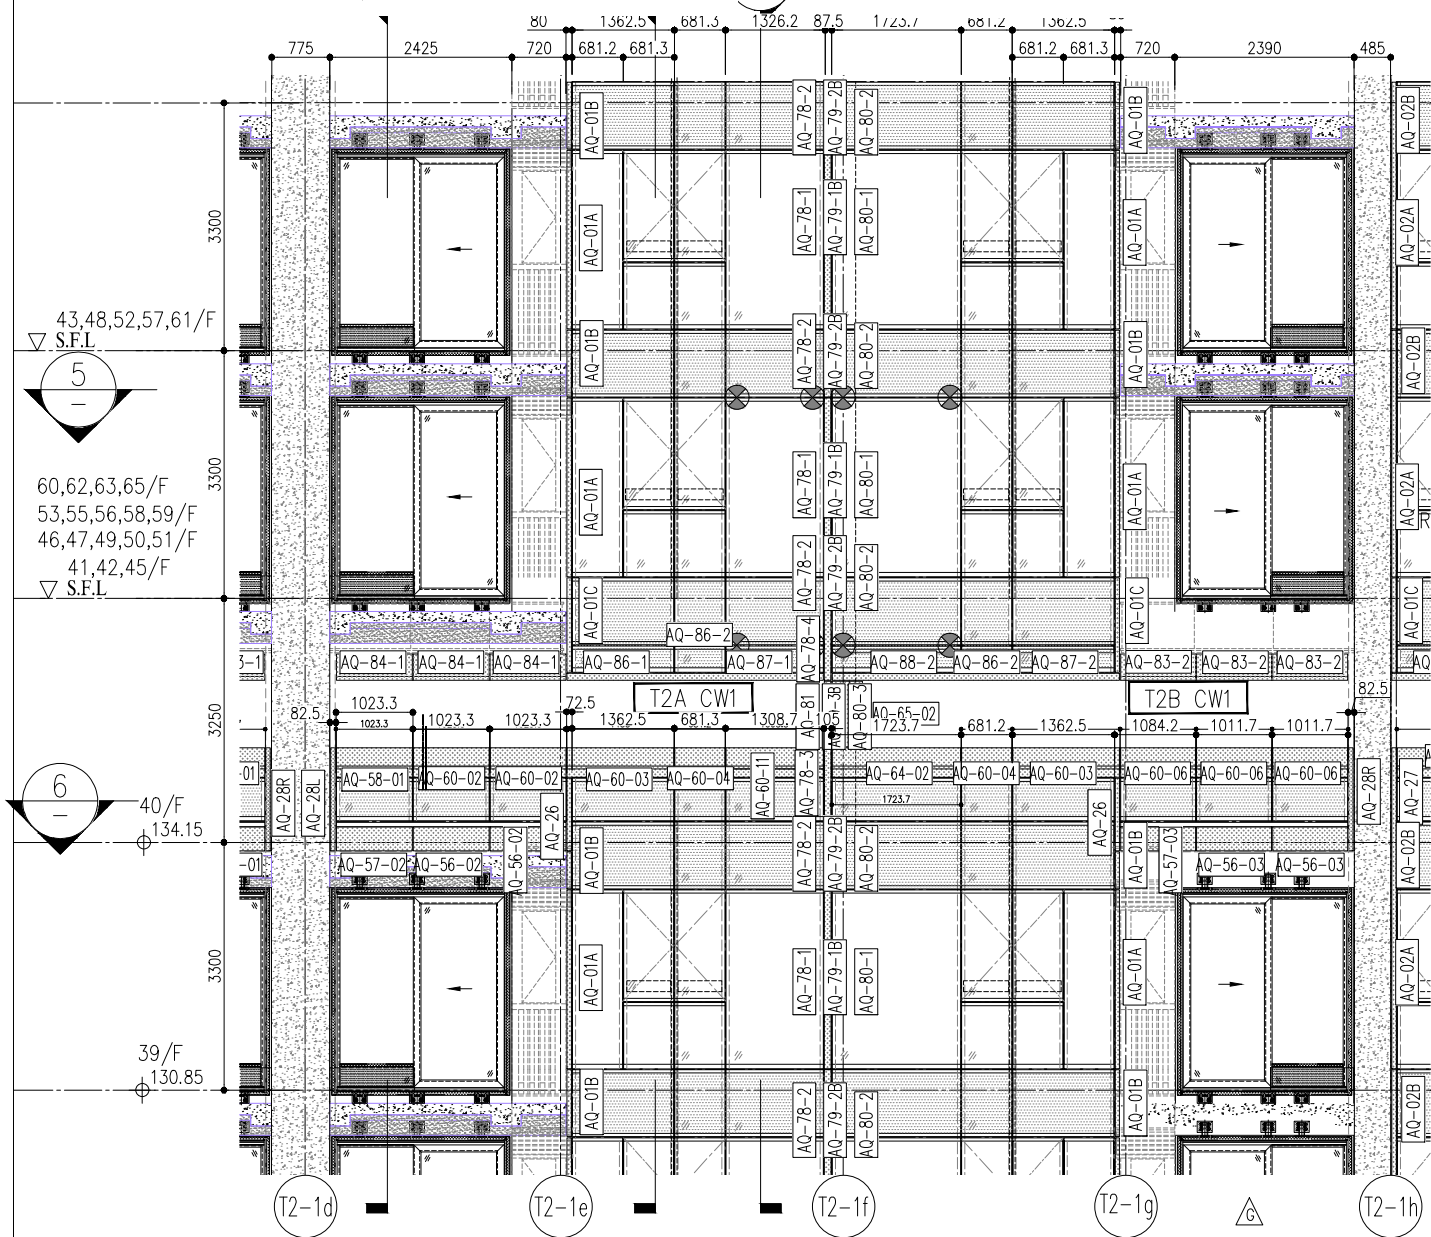 80 1362.5 681.3 1326.2 87.5 1723.7 681.2 1362.5
775 2425 720 681.2 681.3 681.2 681.3 720 2390 485
AQ-01B AQ-78-2 AQ-79-2B AQ-80-2 AQ-01B AQ-02B
3300 AQ-01A AQ-78-1 AQ-79-1B AQ-80-1 AQ-01A AQ-02A
43,48,52,57,61/F
S.F.L
AQ-01B AQ-78-2 AQ-79-2B AQ-80-2 AQ-01B AQ-02B
5
–
3300 AQ-01A AQ-78-1 AQ-79-1B AQ-80-1 AQ-01A AQ-02A R
60,62,63,65/F
53,55,56,58,59/F
46,47,49,50,51/F
41,42,45/F
S.F.L
AQ-01C AQ-78-2 AQ-79-2B AQ-80-2 AQ-01C AQ-01C
AQ-86-2 AQ-78-4
3-1 AQ-84-1 AQ-84-1 AQ-84-1 AQ-86-1 AQ-87-1 AQ-88-2 AQ-86-2 AQ-87-2 AQ-83-2 AQ-83-2 AQ-83-2 AQ
T2A CW1 T2B CW1
3250 AQ-81 3B AQ-80-3 AQ-65-02
82.5 1023.3 72.5 82.5
1023.3 1023.3 1023.3 1362.5 681.3 1308.7 105 1723.7 681.2 1362.5 1084.2 1011.7 1011.7
-01 AQ-28R AQ-28L AQ-58-01 AQ-60-02 AQ-60-02 AQ-60-03 AQ-60-04 AQ-60-11 AQ-78-3 AQ-64-02 AQ-60-04 AQ-60-03 AQ-60-06 AQ-60-06 AQ-60-06 AQ-28R AQ-27
1723.7
6
–
40/F
134.15
AQ-26 AQ-26
-01 AQ-57-02 AQ-56-02 AQ-56-02 AQ-01B AQ-78-2 AQ-79-2B AQ-80-2 AQ-01B AQ-57-03 AQ-56-03 AQ-56-03 AQ-02B
3300 AQ-01A AQ-78-1 AQ-79-1B AQ-80-1 AQ-01A AQ-02A
39/F
130.85
AQ-01B AQ-78-2 AQ-79-2B AQ-80-2 AQ-01B AQ-02B
T2-1d T2-1e T2-1f T2-1g G T2-1h